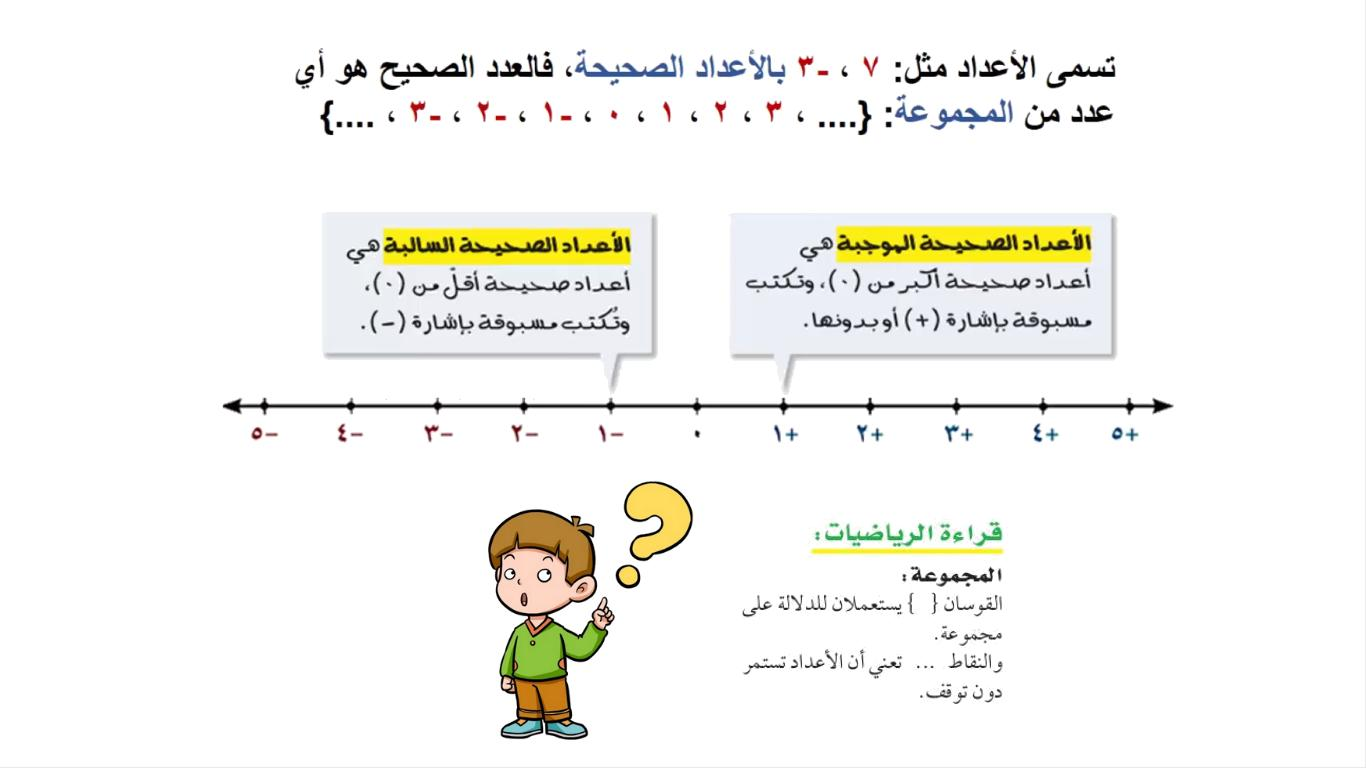 تسمى الأعداد مثل: ٧ ، -٣ بالأعداد الصحيحة، فالعدد الصحيح هو أي
عدد من المجموعة: {.... ، ٣ ، ٢ ، ١ ، ٠ ، -١ ، -٢ ، -٣ ، ....}
الأعداد الصحيحة الموجبة هي
أعداد صحيحة أكبر من (٠)، وتكتب
مسبوقة بإشارة (+) أو بدونها.
الأعداد الصحيحة السالبة هي
أعداد صحيحة أقلّ من (٠)،
وتُكتب مسبوقة بإشارة (−).
−٥ −٤ −٣ −٢ −١ ٠ +١ +٢ +٣ +٤ +٥
قراءة الرياضيات:
المجموعة:
القوسان { } يستعملان للدلالة على
مجموعة.
والنقاط ... تعني أن الأعداد تستمر
دون توقف.